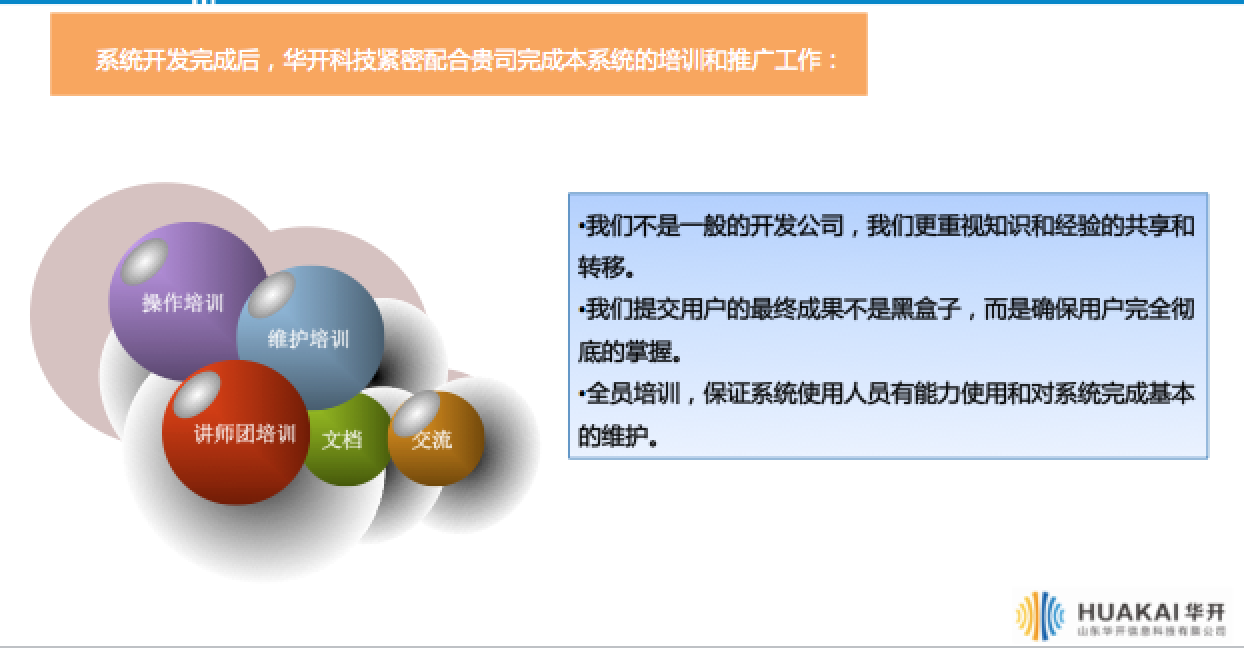 系统开发完成后，华开科技紧密配合贵司完成本系统的培训和推广工作：
操作培训
维护培训
讲师团培训
文档
交流
•我们不是一般的开发公司，我们更重视知识和经验的共享和
转移。
•我们提交用户的最终成果不是黑盒子，而是确保用户完全彻
底的掌握。
•全员培训，保证系统使用人员有能力使用和对系统完成基本
的维护。
HUAKAI 华开
山东华开信息科技有限公司